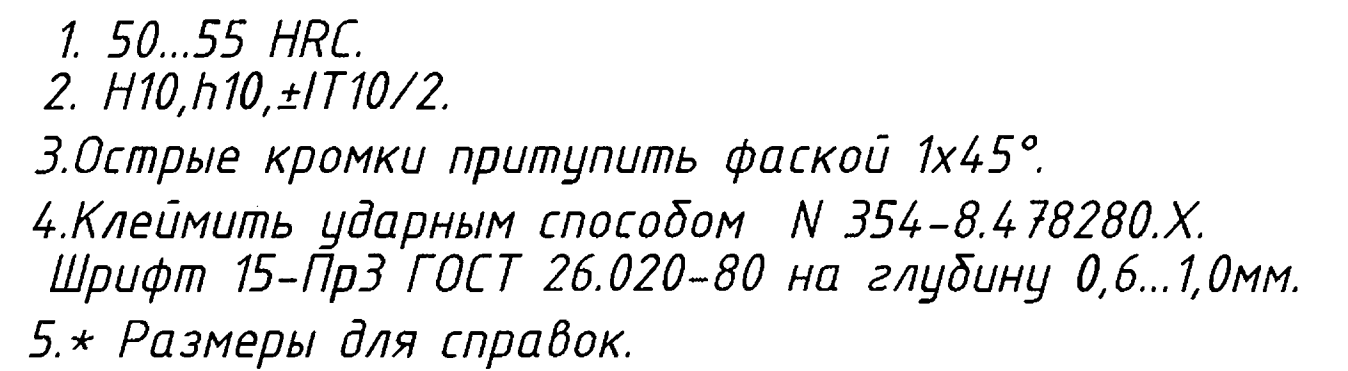 1. 50...55 HRC.
2. H10,h10,±IT10/2.
3.Острые кромки притупить фаской 1x45°.
4.Клеймить ударным способом N 354-8.478280.X.
Шрифт 15-Пр3 ГОСТ 26.020-80 на глубину 0,6...1,0мм.
5.* Размеры для справок.